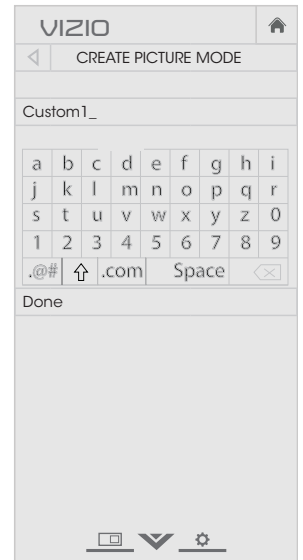 VIZIO
CREATE PICTURE MODE
Custom1_
a b c d e f g h i
j k l m n o p q r
s t u v w x y z 0
1 2 3 4 5 6 7 8 9
.@# .com Space
Done